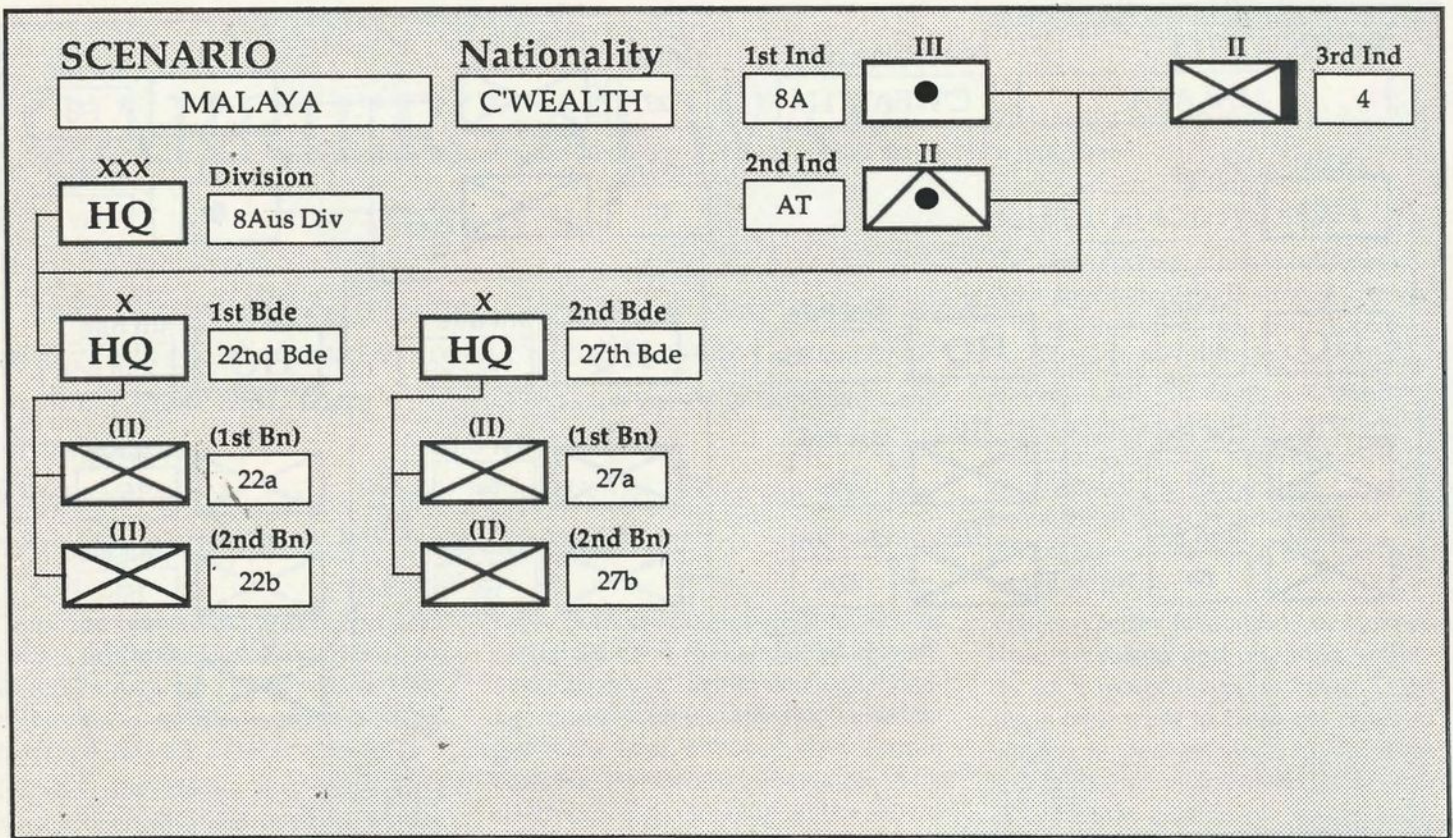 SCENARIO
MALAYA
Nationality
C'WEALTH
1st Ind
8A
III
II
3rd Ind
4
2nd Ind
AT
II
XXX
HQ
Division
8Aus Div
X
HQ
1st Bde
22nd Bde
X
HQ
2nd Bde
27th Bde
(II)
(1st Bn)
22a
(II)
(1st Bn)
27a
(II)
(2nd Bn)
22b
(II)
(2nd Bn)
27b